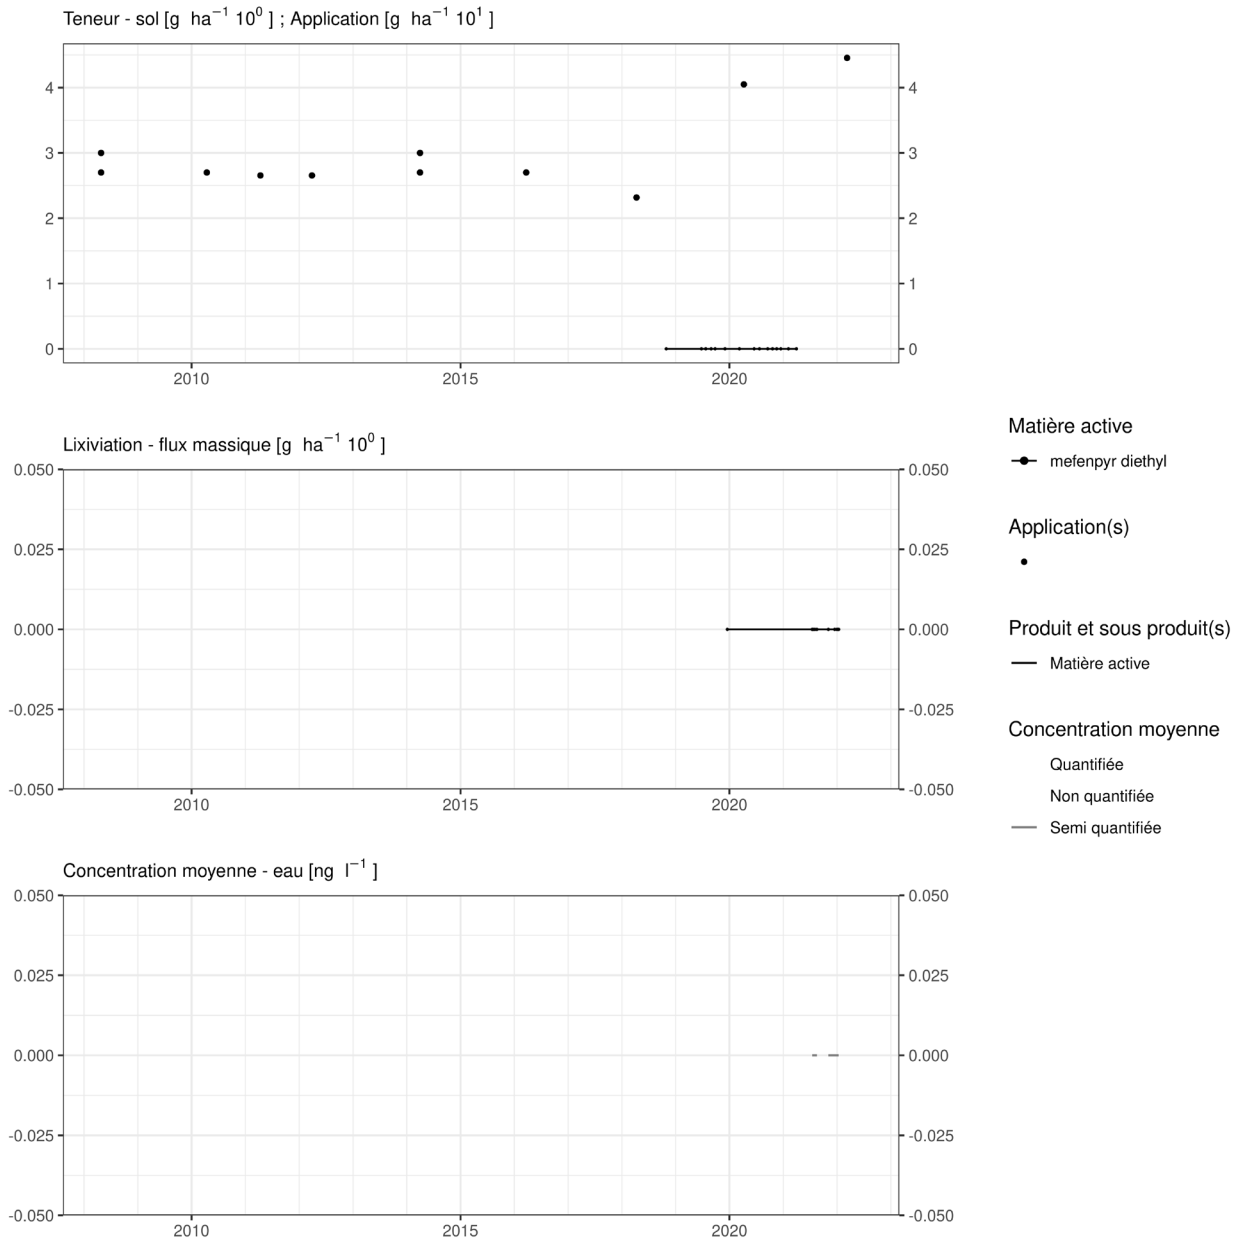 Teneur - sol [g ha−1 100 ] ; Application [g ha−1 101 ]
4
3
2
1
0
4
3
2
1
0
2010 2015 2020
Lixiviation - flux massique [g ha−1 100 ]
0.050
0.025
0.000
-0.025
-0.050
0.050
0.025
0.000
-0.025
-0.050
2010 2015 2020
Concentration moyenne - eau [ng l−1 ]
0.050
0.025
0.000
-0.025
-0.050
0.050
0.025
0.000
-0.025
-0.050
2010 2015 2020
Matière active
mefenpyr diethyl
Application(s)
Produit et sous produit(s)
Matière active
Concentration moyenne
Quantifiée
Non quantifiée
Semi quantifiée